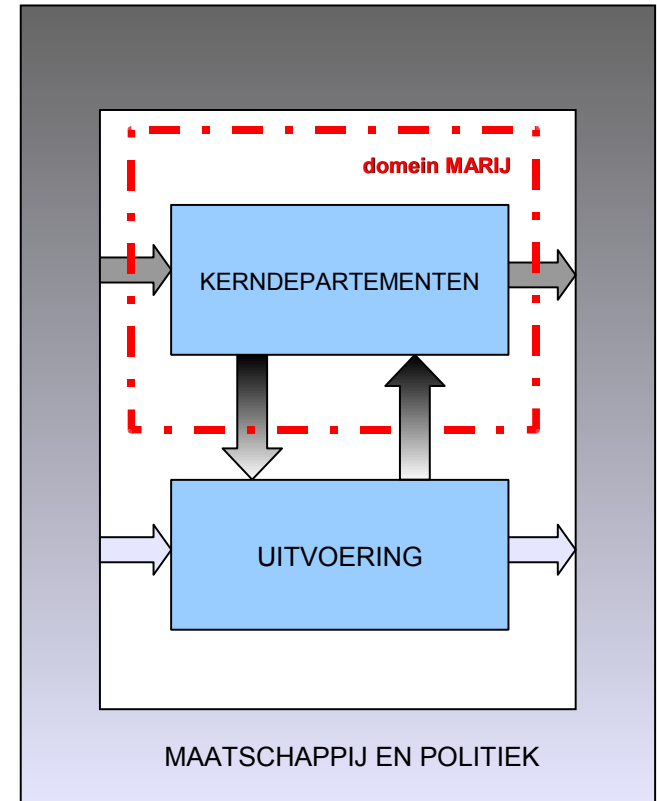 domein MARIJ
KERNDEPARTEMENTEN
UITVOERING
MAATSCHAPPIJ EN POLITIEK